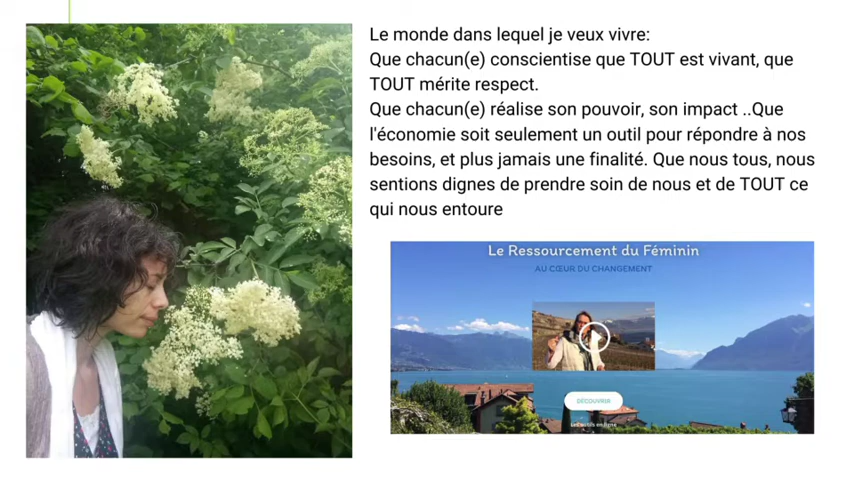 Le monde dans lequel je veux vivre:
Que chacun(e) conscientise que TOUT est vivant, que
TOUT mérite respect.
Que chacun(e) réalise son pouvoir, son impact ..Que
l'économie soit seulement un outil pour répondre à nos
besoins, et plus jamais une finalité. Que nous tous, nous
sentions dignes de prendre soin de nous et de TOUT ce
qui nous entoure
Le Ressourcement du Féminin
AU CŒUR DU CHANGEMENT
DÉCOUVRIR
en ligne